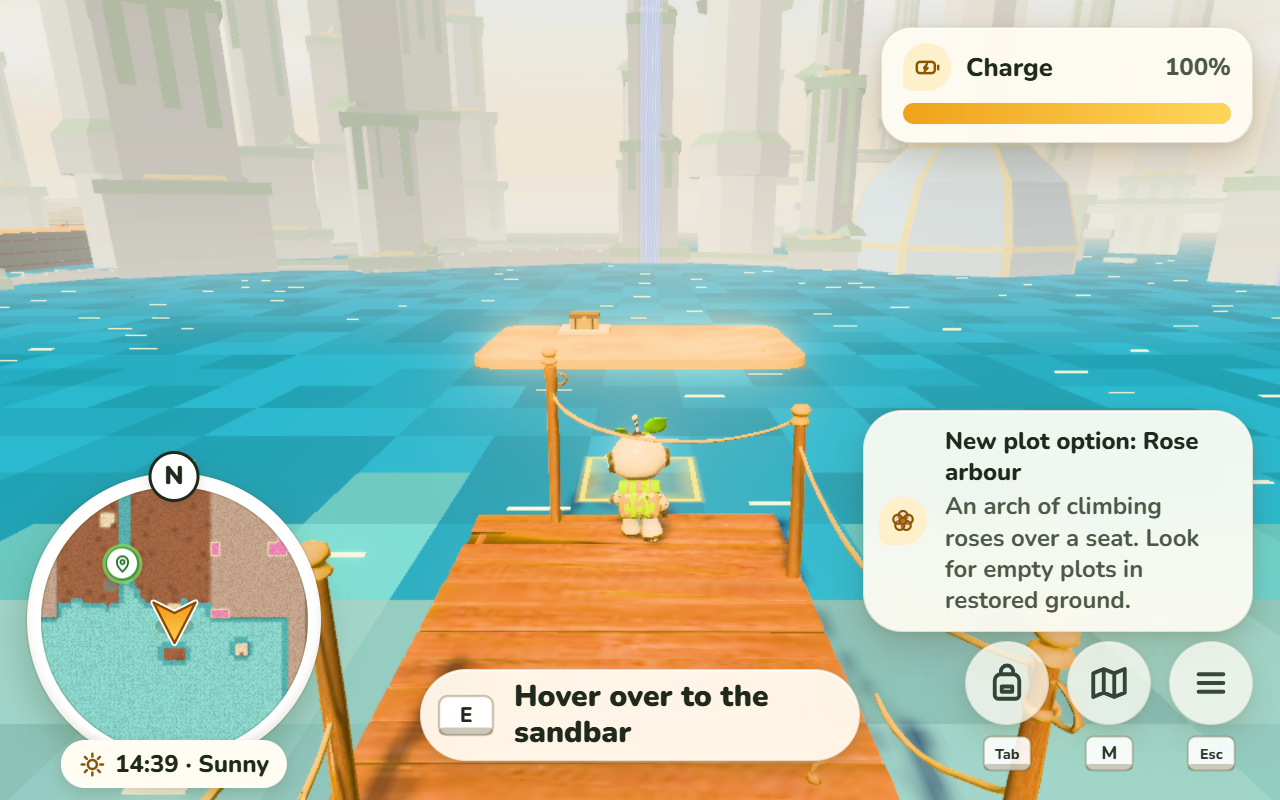 Charge 100%
New plot option: Rose
arbour
An arch of climbing
roses over a seat. Look
for empty plots in
restored ground.
N
E
Hover over to the
sandbar
14:39 · Sunny
Tab
M
Esc